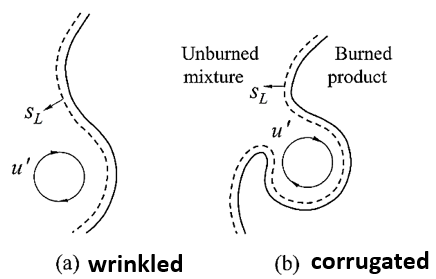 Unburned
mixture
Burned
product
s_L
s_L
u'
u'
(a) wrinkled
(b) corrugated